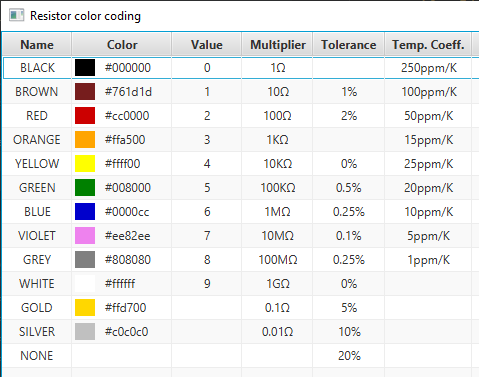 Resistor color coding
Name Color Value Multiplier Tolerance Temp. Coeff.
BLACK #000000 0 1Ω 250ppm/K
BROWN #761d1d 1 10Ω 1% 100ppm/K
RED #cc0000 2 100Ω 2% 50ppm/K
ORANGE #ffa500 3 1KΩ 15ppm/K
YELLOW #ffff00 4 10KΩ 0% 25ppm/K
GREEN #008000 5 100KΩ 0.5% 20ppm/K
BLUE #0000cc 6 1MΩ 0.25% 10ppm/K
VIOLET #ee82ee 7 10MΩ 0.1% 5ppm/K
GREY #808080 8 100MΩ 0.25% 1ppm/K
WHITE #ffffff 9 1GΩ 0%
GOLD #ffd700 0.1Ω 5%
SILVER #c0c0c0 0.01Ω 10%
NONE 20%